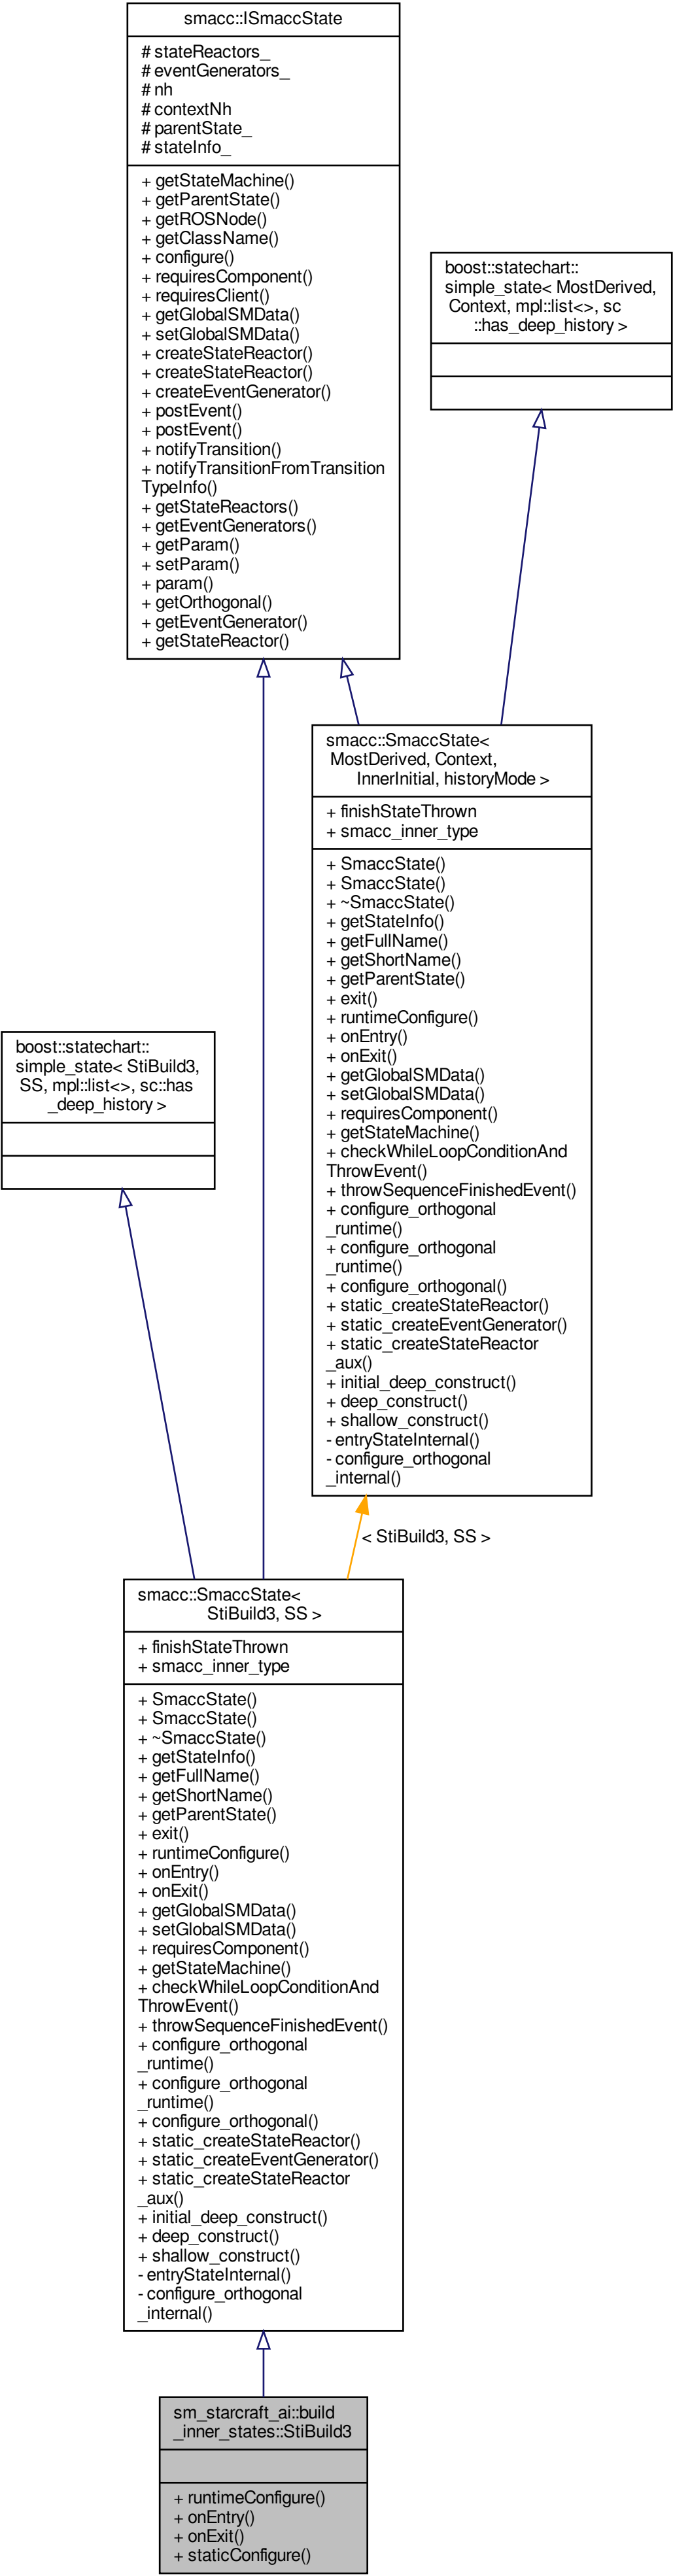 smacc::ISmaccState
# stateReactors_
# eventGenerators_
# nh
# contextNh
# parentState_
# stateInfo_
+ getStateMachine()
+ getParentState()
+ getROSNode()
+ getClassName()
+ configure()
+ requiresComponent()
+ requiresClient()
+ getGlobalSMData()
+ setGlobalSMData()
+ createStateReactor()
+ createStateReactor()
+ createEventGenerator()
+ postEvent()
+ postEvent()
+ notifyTransition()
+ notifyTransitionFromTransition
TypeInfo()
+ getStateReactors()
+ getEventGenerators()
+ getParam()
+ setParam()
+ param()
+ getOrthogonal()
+ getEventGenerator()
+ getStateReactor()
boost::statechart::
simple_state< MostDerived,
Context, mpl::list<>, sc
::has_deep_history >
smacc::SmaccState<
MostDerived, Context,
InnerInitial, historyMode >
+ finishStateThrown
+ smacc_inner_type
+ SmaccState()
+ SmaccState()
+ ~SmaccState()
+ getStateInfo()
+ getFullName()
+ getShortName()
+ getParentState()
+ exit()
+ runtimeConfigure()
+ onEntry()
+ onExit()
+ getGlobalSMData()
+ setGlobalSMData()
+ requiresComponent()
+ getStateMachine()
+ checkWhileLoopConditionAnd
ThrowEvent()
+ throwSequenceFinishedEvent()
+ configure_orthogonal
_runtime()
+ configure_orthogonal
_runtime()
+ configure_orthogonal()
+ static_createStateReactor()
+ static_createEventGenerator()
+ static_createStateReactor
_aux()
+ initial_deep_construct()
+ deep_construct()
+ shallow_construct()
- entryStateInternal()
- configure_orthogonal
_internal()
boost::statechart::
simple_state< StiBuild3,
SS, mpl::list<>, sc::has
_deep_history >
< StiBuild3, SS >
smacc::SmaccState<
StiBuild3, SS >
+ finishStateThrown
+ smacc_inner_type
+ SmaccState()
+ SmaccState()
+ ~SmaccState()
+ getStateInfo()
+ getFullName()
+ getShortName()
+ getParentState()
+ exit()
+ runtimeConfigure()
+ onEntry()
+ onExit()
+ getGlobalSMData()
+ setGlobalSMData()
+ requiresComponent()
+ getStateMachine()
+ checkWhileLoopConditionAnd
ThrowEvent()
+ throwSequenceFinishedEvent()
+ configure_orthogonal
_runtime()
+ configure_orthogonal
_runtime()
+ configure_orthogonal()
+ static_createStateReactor()
+ static_createEventGenerator()
+ static_createStateReactor
_aux()
+ initial_deep_construct()
+ deep_construct()
+ shallow_construct()
- entryStateInternal()
- configure_orthogonal
_internal()
sm_starcraft_ai::build
_inner_states::StiBuild3
+ runtimeConfigure()
+ onEntry()
+ onExit()
+ staticConfigure()